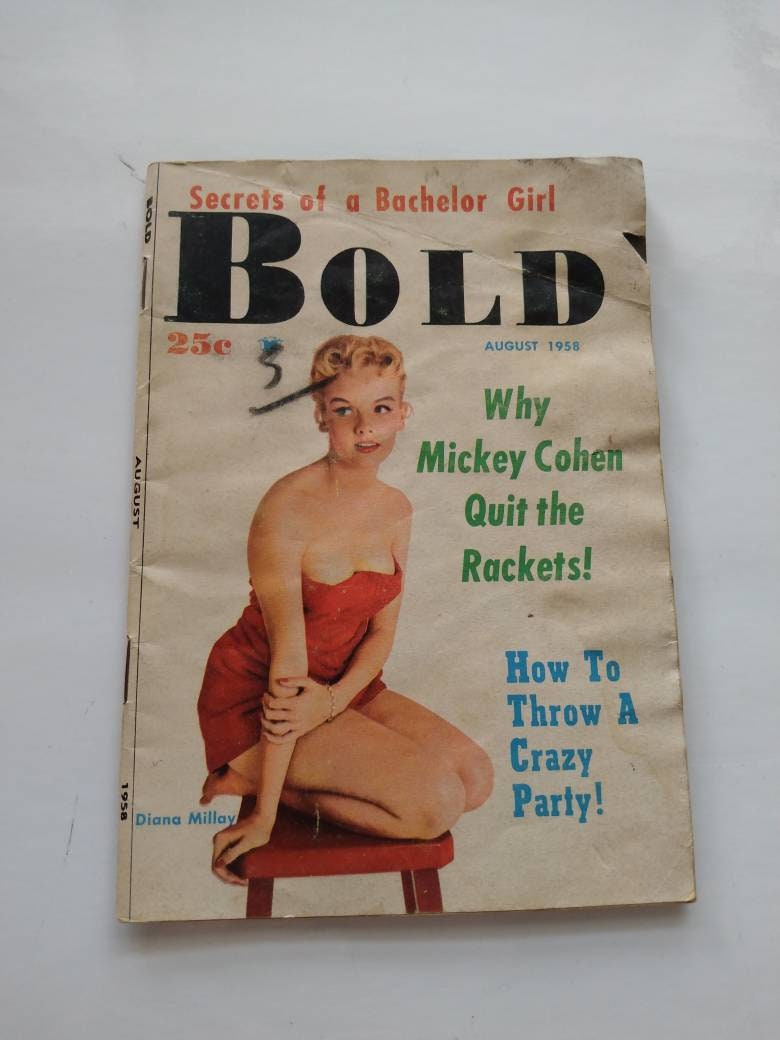 Secrets of a Bachelor Girl
BOLD
25c
5
AUGUST 1958
Why
Mickey Cohen
Quit the
Rackets!
How To
Throw A
Crazy
Party!
Diana Millay
BOLD
AUGUST
1958